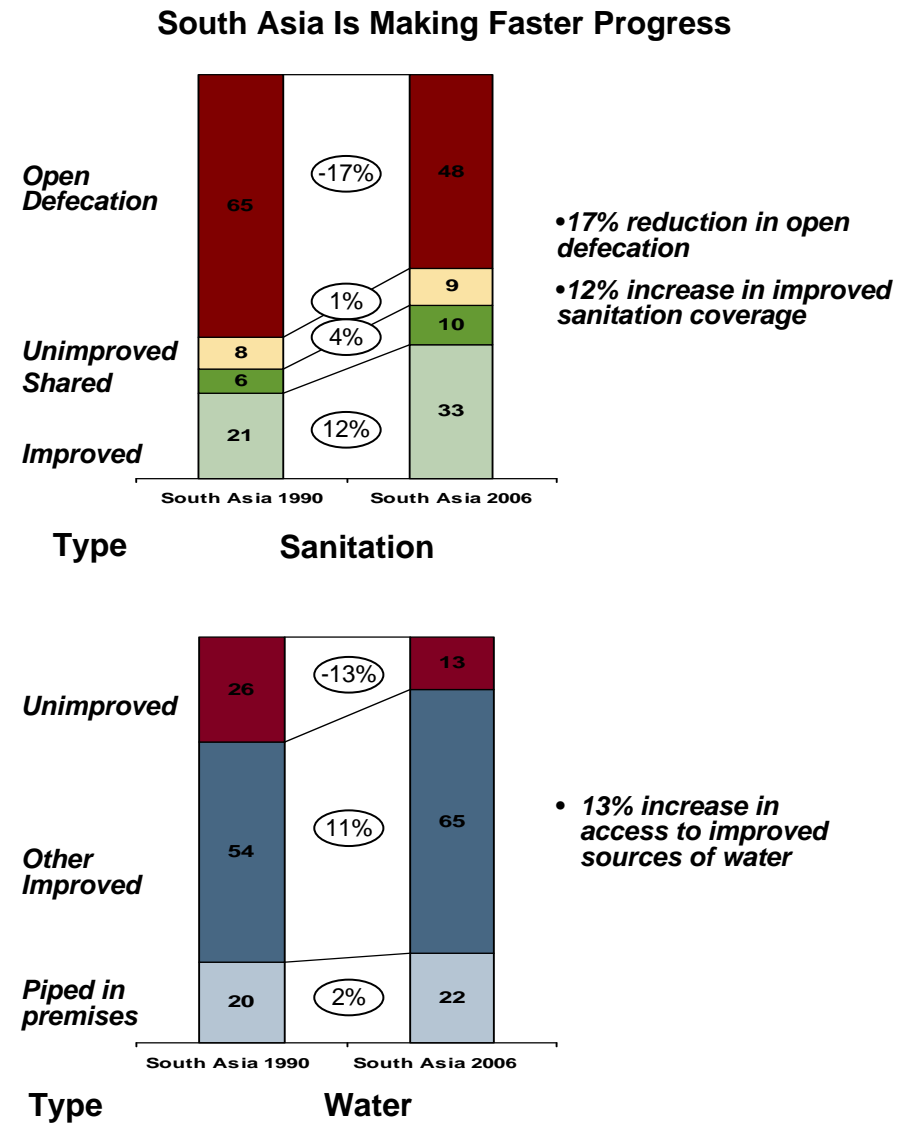 South Asia Is Making Faster Progress
Open
Defecation
65
-17%
48
•17% reduction in open
defecation
•12% increase in improved
sanitation coverage
1%
9
Unimproved
8
4%
10
Shared
6
Improved
21
12%
33
South Asia 1990
South Asia 2006
Type
Sanitation
Unimproved
26
-13%
13
Other
Improved
54
11%
65
• 13% increase in
access to improved
sources of water
Piped in
premises
20
2%
22
South Asia 1990
South Asia 2006
Type
Water